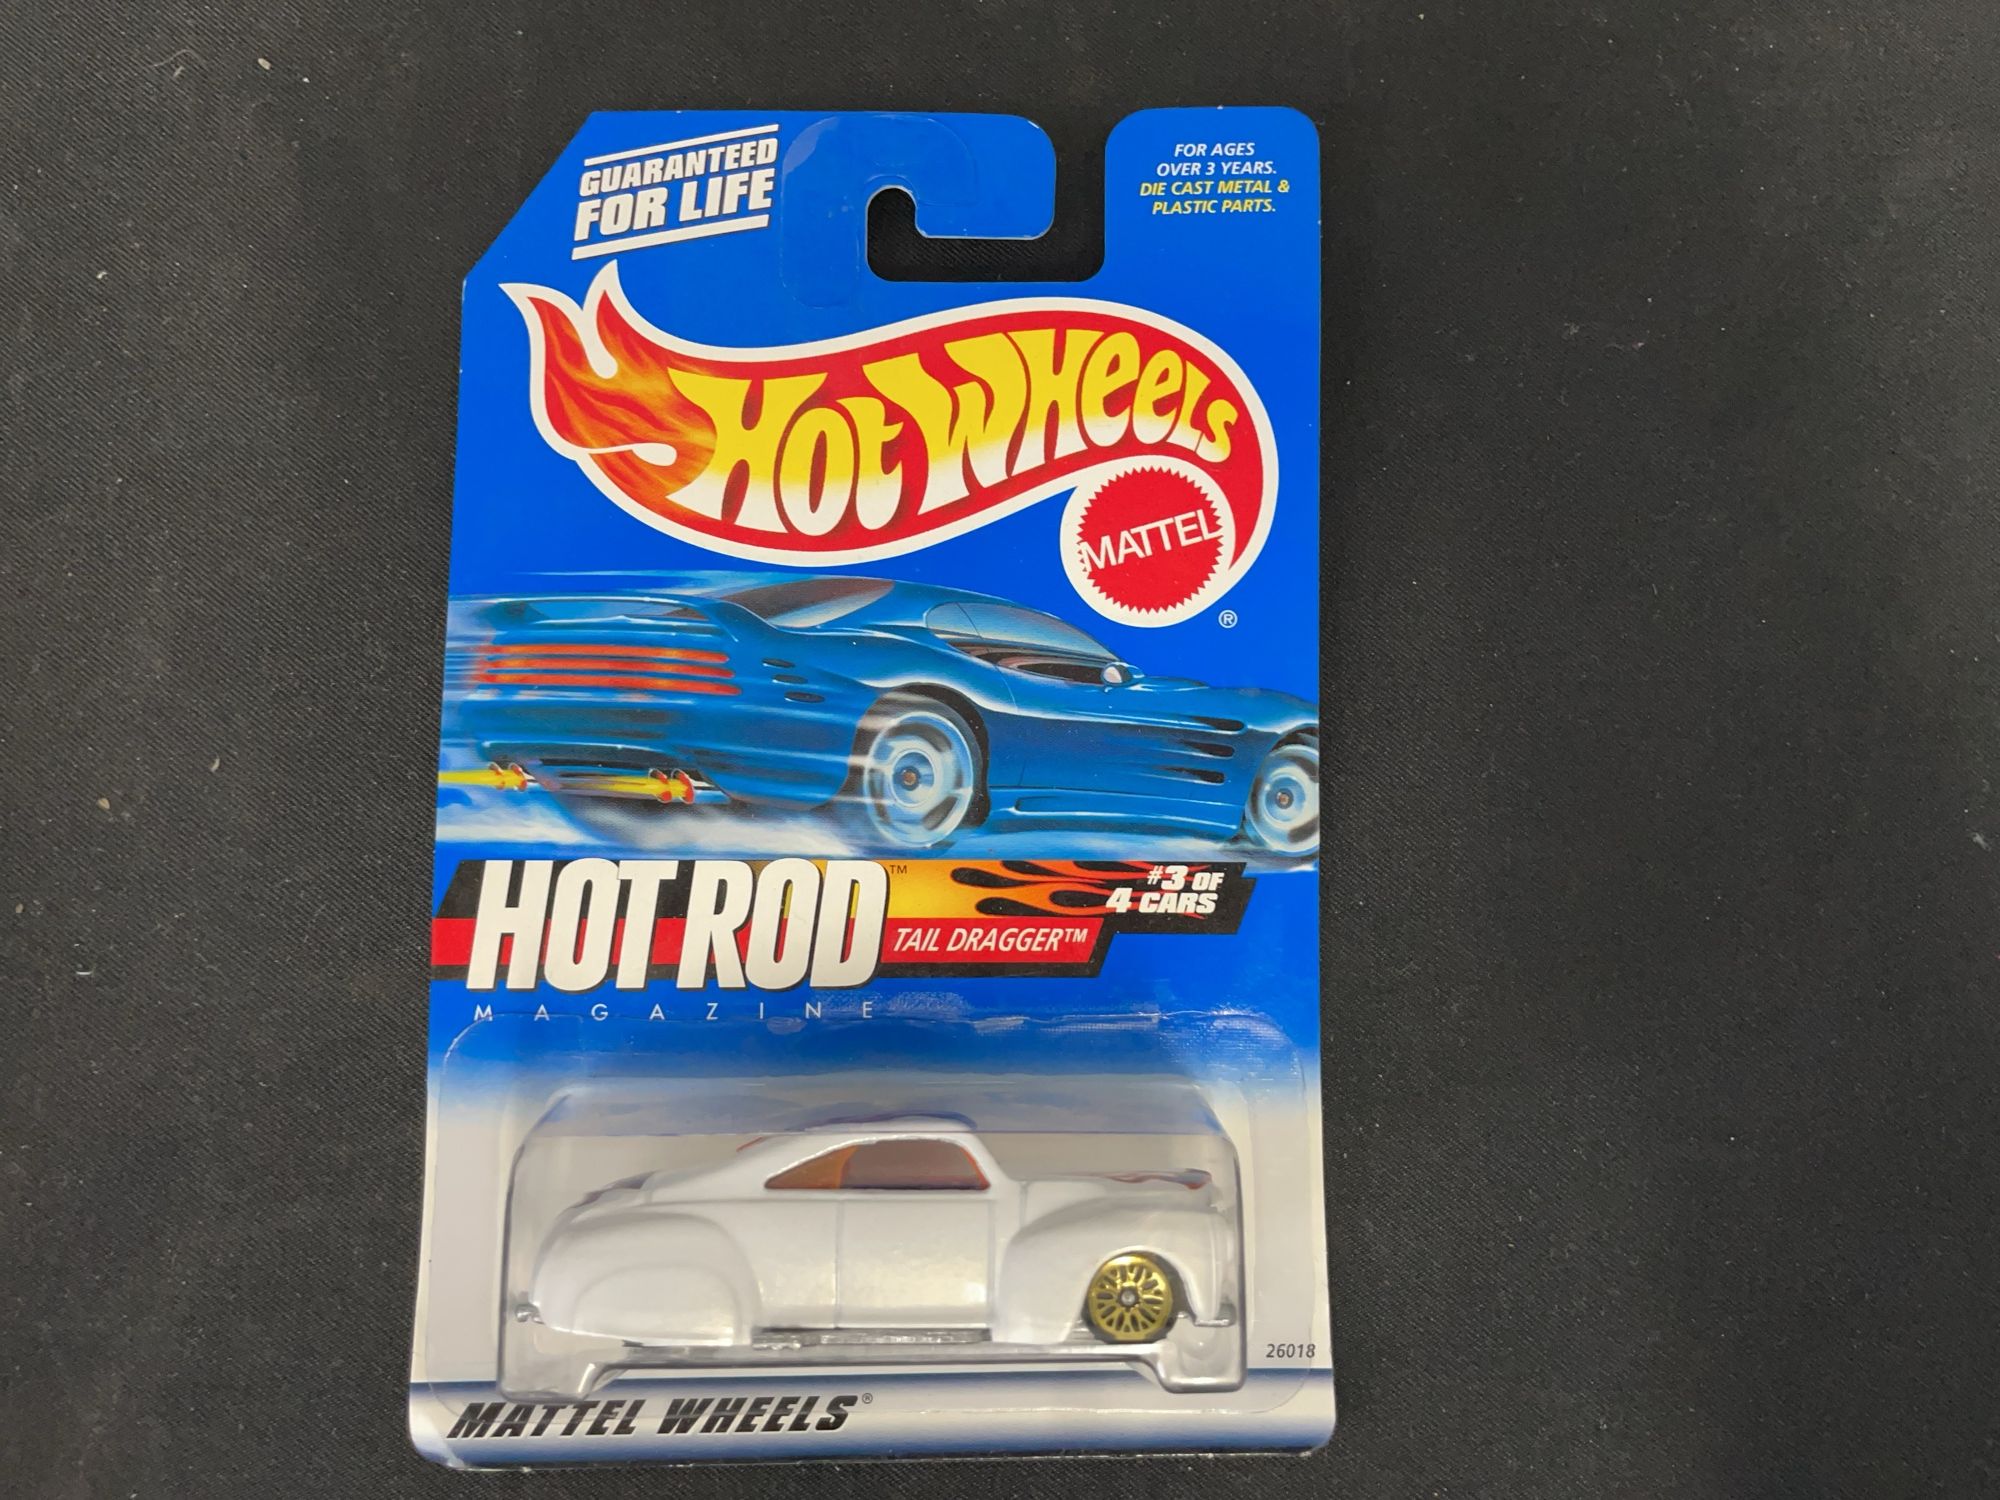 GUARANTEED
FOR LIFE
FOR AGES
OVER 3 YEARS.
DIE CAST METAL &
PLASTIC PARTS.
HOT WHEELS
MATTEL
®
HOT ROD™
#3 OF
4 CARS
TAIL DRAGGER™
MAGAZINE
26018
MATTEL WHEELS®